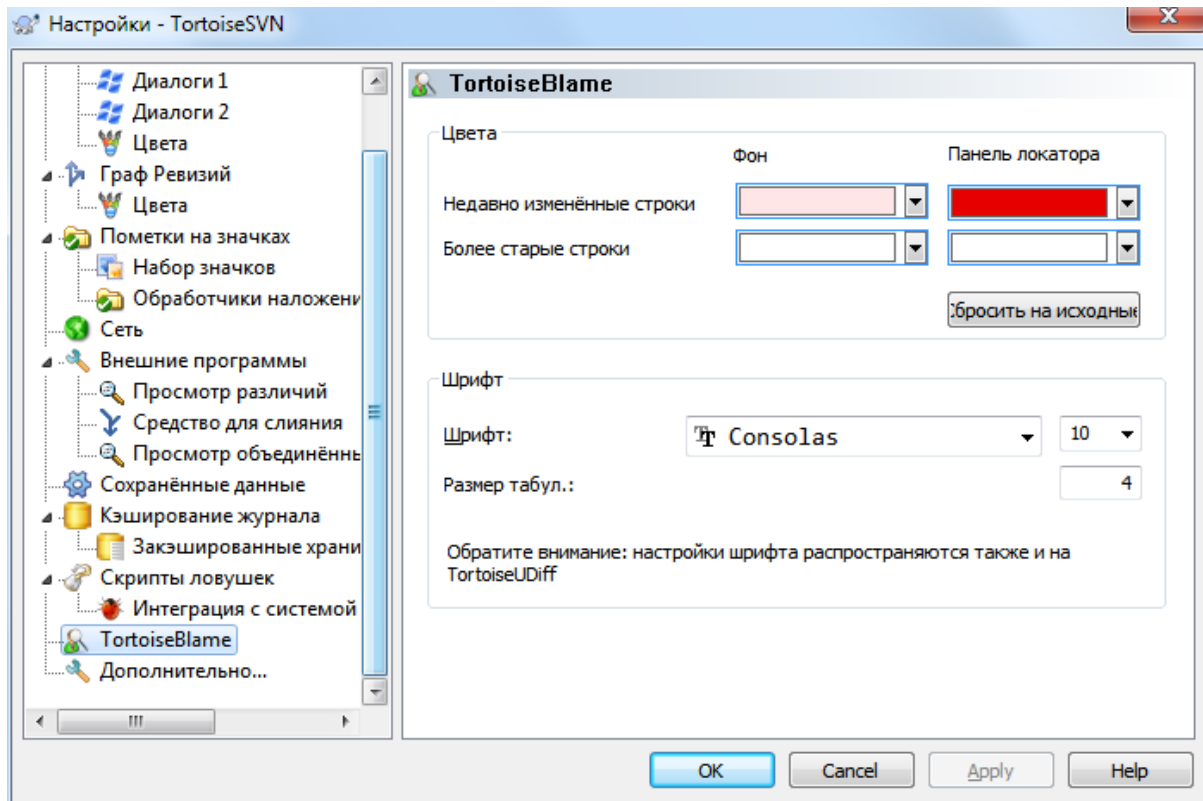 Настройки - TortoiseSVN
Диалоги 1
Диалоги 2
Цвета
Граф Ревизий
Цвета
Пометки на значках
Набор значков
Обработчики наложени
Сеть
Внешние программы
Просмотр различий
Средство для слияния
Просмотр объединённь
Сохранённые данные
Кэширование журнала
Закэшированные храни
Скрипты ловушек
Интеграция с системой
TortoiseBlame
Дополнительно...
TortoiseBlame
Цвета
Фон Панель локатора
Недавно изменённые строки
Более старые строки
Сбросить на исходные
Шрифт
Шрифт: Consolas 10
Размер табул.: 4
Обратите внимание: настройки шрифта распространяются также и на
TortoiseUDiff
OK Cancel Apply Help